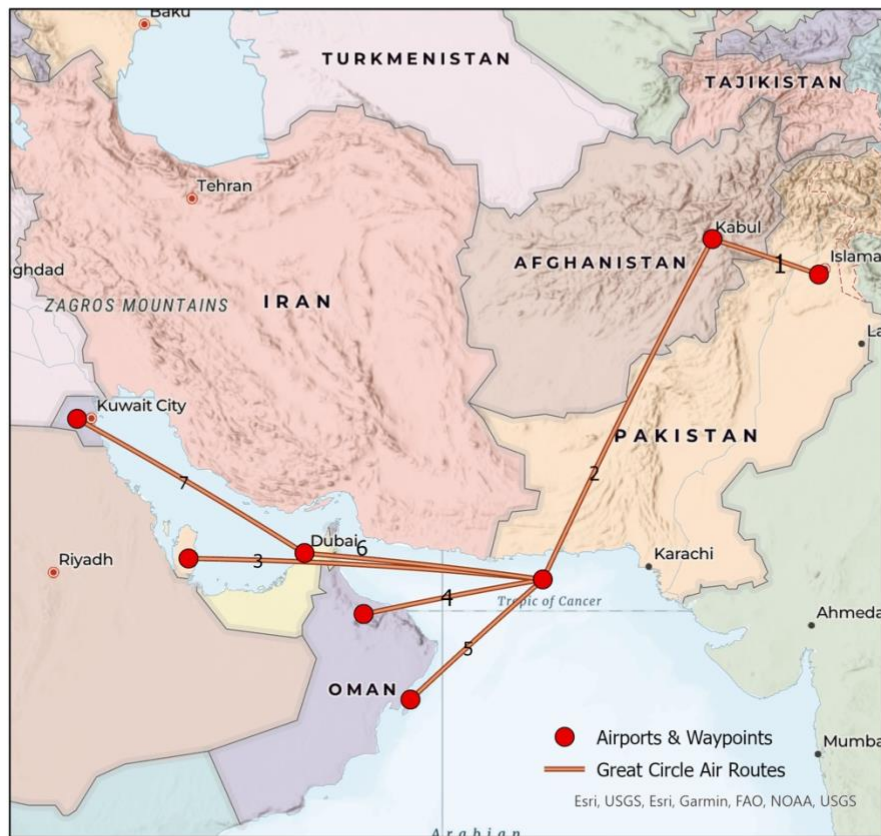 Baku
TURKMENISTAN
TAJIKISTAN
Tehran
Kabul
AFGHANISTAN
1
Islama
ghdad
ZAGROS MOUNTAINS
IRAN
La
Kuwait City
PAKISTAN
2
7
Dubai
6
3
Riyadh
Karachi
4
Tropic of Cancer
Ahmeda
5
OMAN
Airports & Waypoints
Mumba
Great Circle Air Routes
Esri, USGS, Esri, Garmin, FAO, NOAA, USGS
Arabian